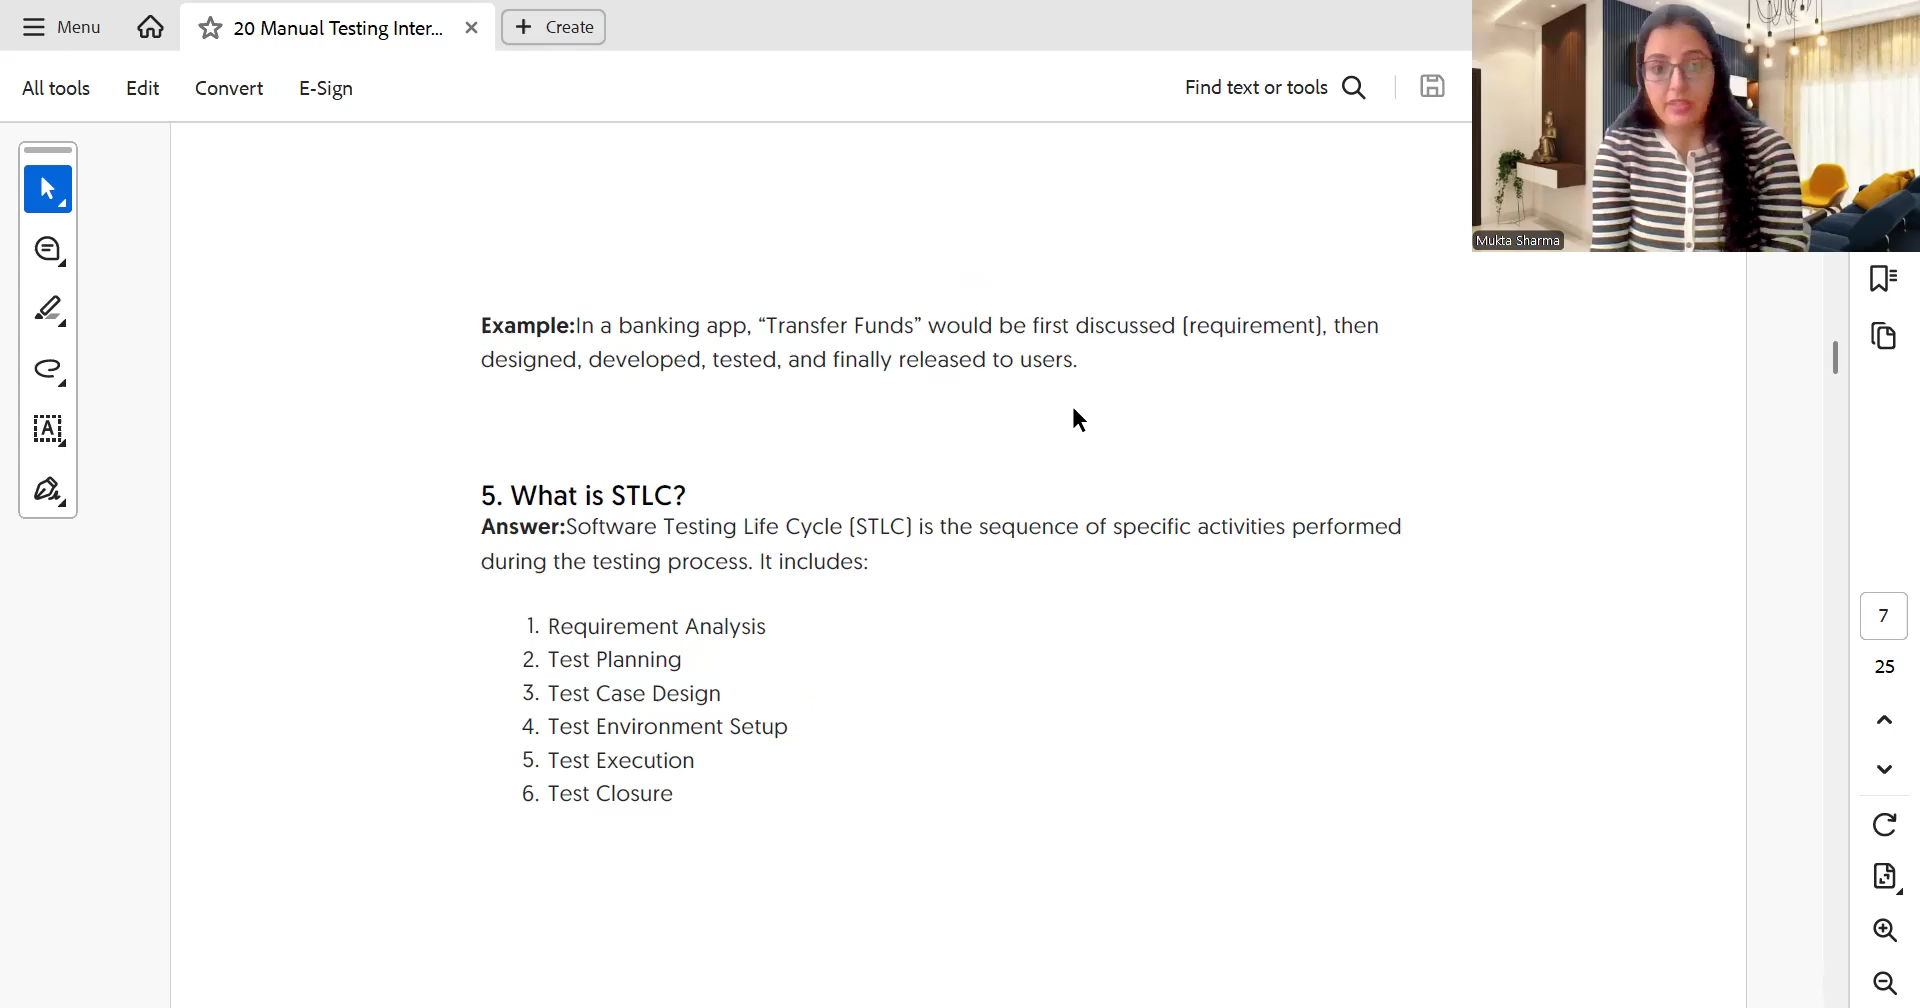 Menu
20 Manual Testing Inter...
Create
All tools
Edit
Convert
E-Sign
Find text or tools
Mukta Sharma
Example:In a banking app, “Transfer Funds” would be first discussed (requirement), then
designed, developed, tested, and finally released to users.
5. What is STLC?
Answer:Software Testing Life Cycle (STLC) is the sequence of specific activities performed
during the testing process. It includes:
1. Requirement Analysis
2. Test Planning
3. Test Case Design
4. Test Environment Setup
5. Test Execution
6. Test Closure
7
25